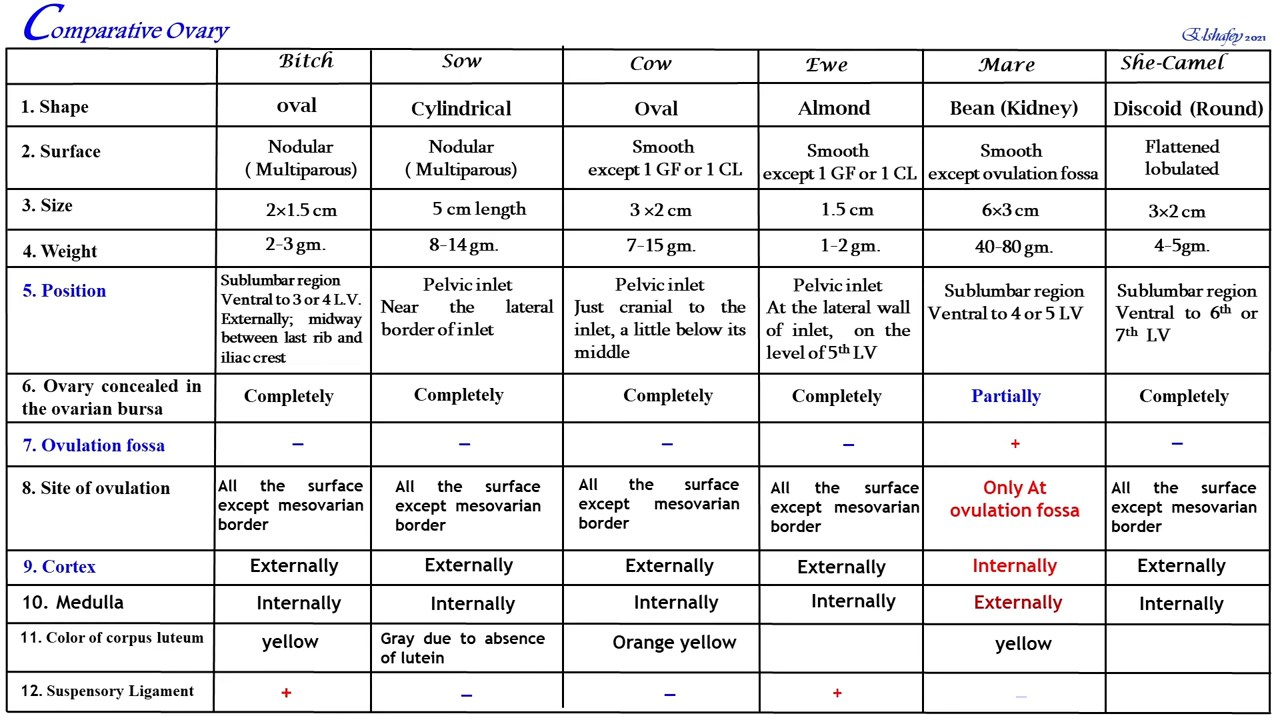 Comparative Ovary
Elshafey 2021
Bitch Sow Cow Ewe Mare She-Camel
1. Shape
oval
Cylindrical
Oval
Almond
Bean (Kidney)
Discoid (Round)
2. Surface
Nodular
( Multiparous)
Nodular
(Multiparous)
Smooth
except 1 GF or 1 CL
Smooth
except 1 GF or 1 CL
Smooth
except ovulation fossa
Flattened
lobulated
3. Size
2×1.5 cm
5 cm length
3 ×2 cm
1.5 cm
6×3 cm
3×2 cm
4. Weight
2-3 gm.
8-14 gm.
7-15 gm.
1-2 gm.
40-80 gm.
4-5gm.
5. Position
Sublumbar region
Ventral to 3 or 4 L.V.
Externally; midway
between last rib and
iliac crest
Pelvic inlet
Near the lateral
border of inlet
Pelvic inlet
Just cranial to the
inlet, a little below its
middle
Pelvic inlet
At the lateral wall
of inlet, on the
level of 5th LV
Sublumbar region
Ventral to 4 or 5 LV
Sublumbar region
Ventral to 6th or
7th LV
6. Ovary concealed in
the ovarian bursa
Completely
Completely
Completely
Completely
Partially
Completely
7. Ovulation fossa
–
–
–
–
+
–
8. Site of ovulation
All the surface
except mesovarian
border
All the surface
except mesovarian
border
All the surface
except mesovarian
border
All the surface
except mesovarian
border
Only At
ovulation fossa
All the surface
except mesovarian
border
9. Cortex
Externally
Externally
Externally
Externally
Internally
Externally
10. Medulla
Internally
Internally
Internally
Internally
Externally
Internally
11. Color of corpus luteum
yellow
Gray due to absence
of lutein
Orange yellow
yellow
12. Suspensory Ligament
+
–
–
+
–